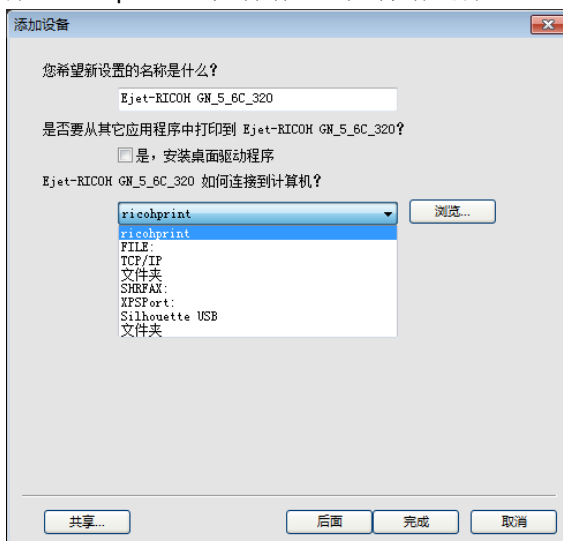 添加设备
您希望新设置的名称是什么?
Ejet-RICOH GN_5_6C_320
是否要从其它应用程序中打印到 Ejet-RICOH GN_5_6C_320?
是，安装桌面驱动程序
Ejet-RICOH GN_5_6C_320 如何连接到计算机?
ricohprint 浏览...
ricohprint
FILE:
TCP/IP
文件夹
SHRFAX:
XPSPort:
Silhouette USB
文件夹
共享... 后面 完成 取消